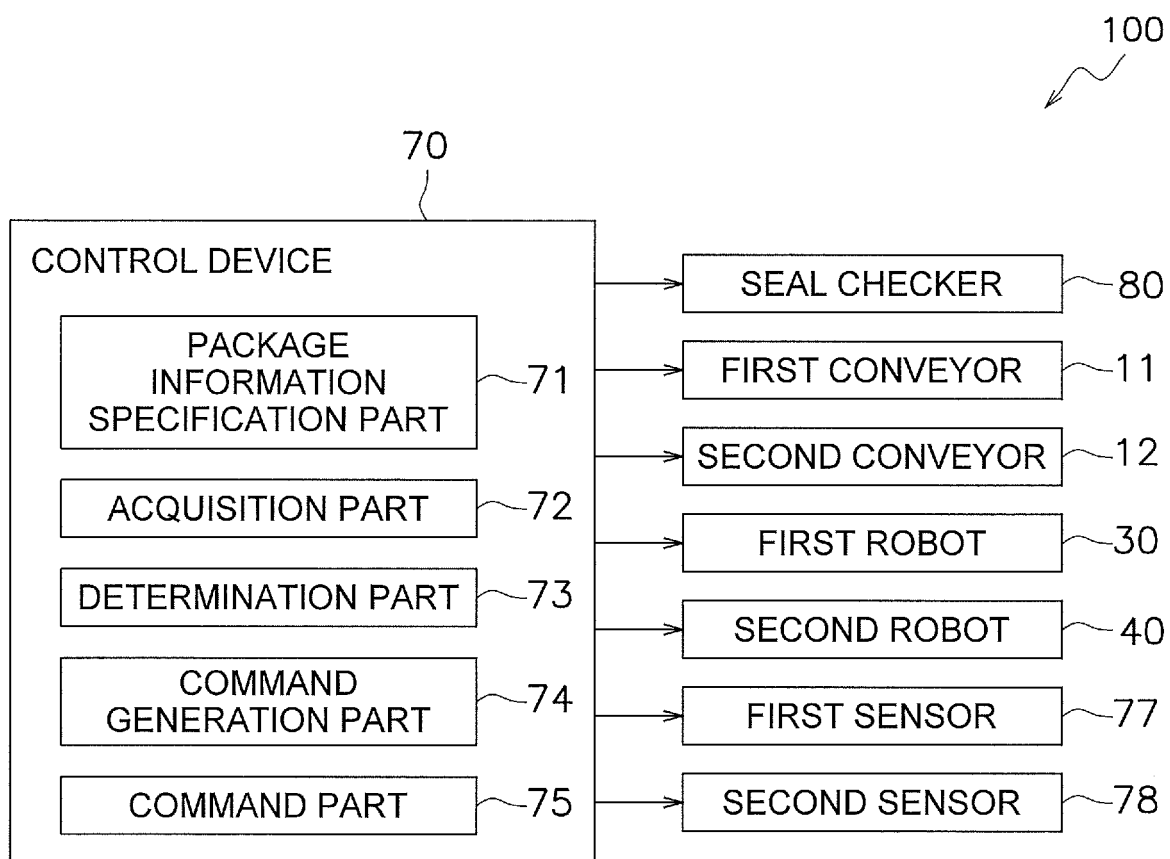 100
70
CONTROL DEVICE
PACKAGE
INFORMATION
SPECIFICATION PART
71
ACQUISITION PART
72
DETERMINATION PART
73
COMMAND
GENERATION PART
74
COMMAND PART
75
SEAL CHECKER
80
FIRST CONVEYOR
11
SECOND CONVEYOR
12
FIRST ROBOT
30
SECOND ROBOT
40
FIRST SENSOR
77
SECOND SENSOR
78